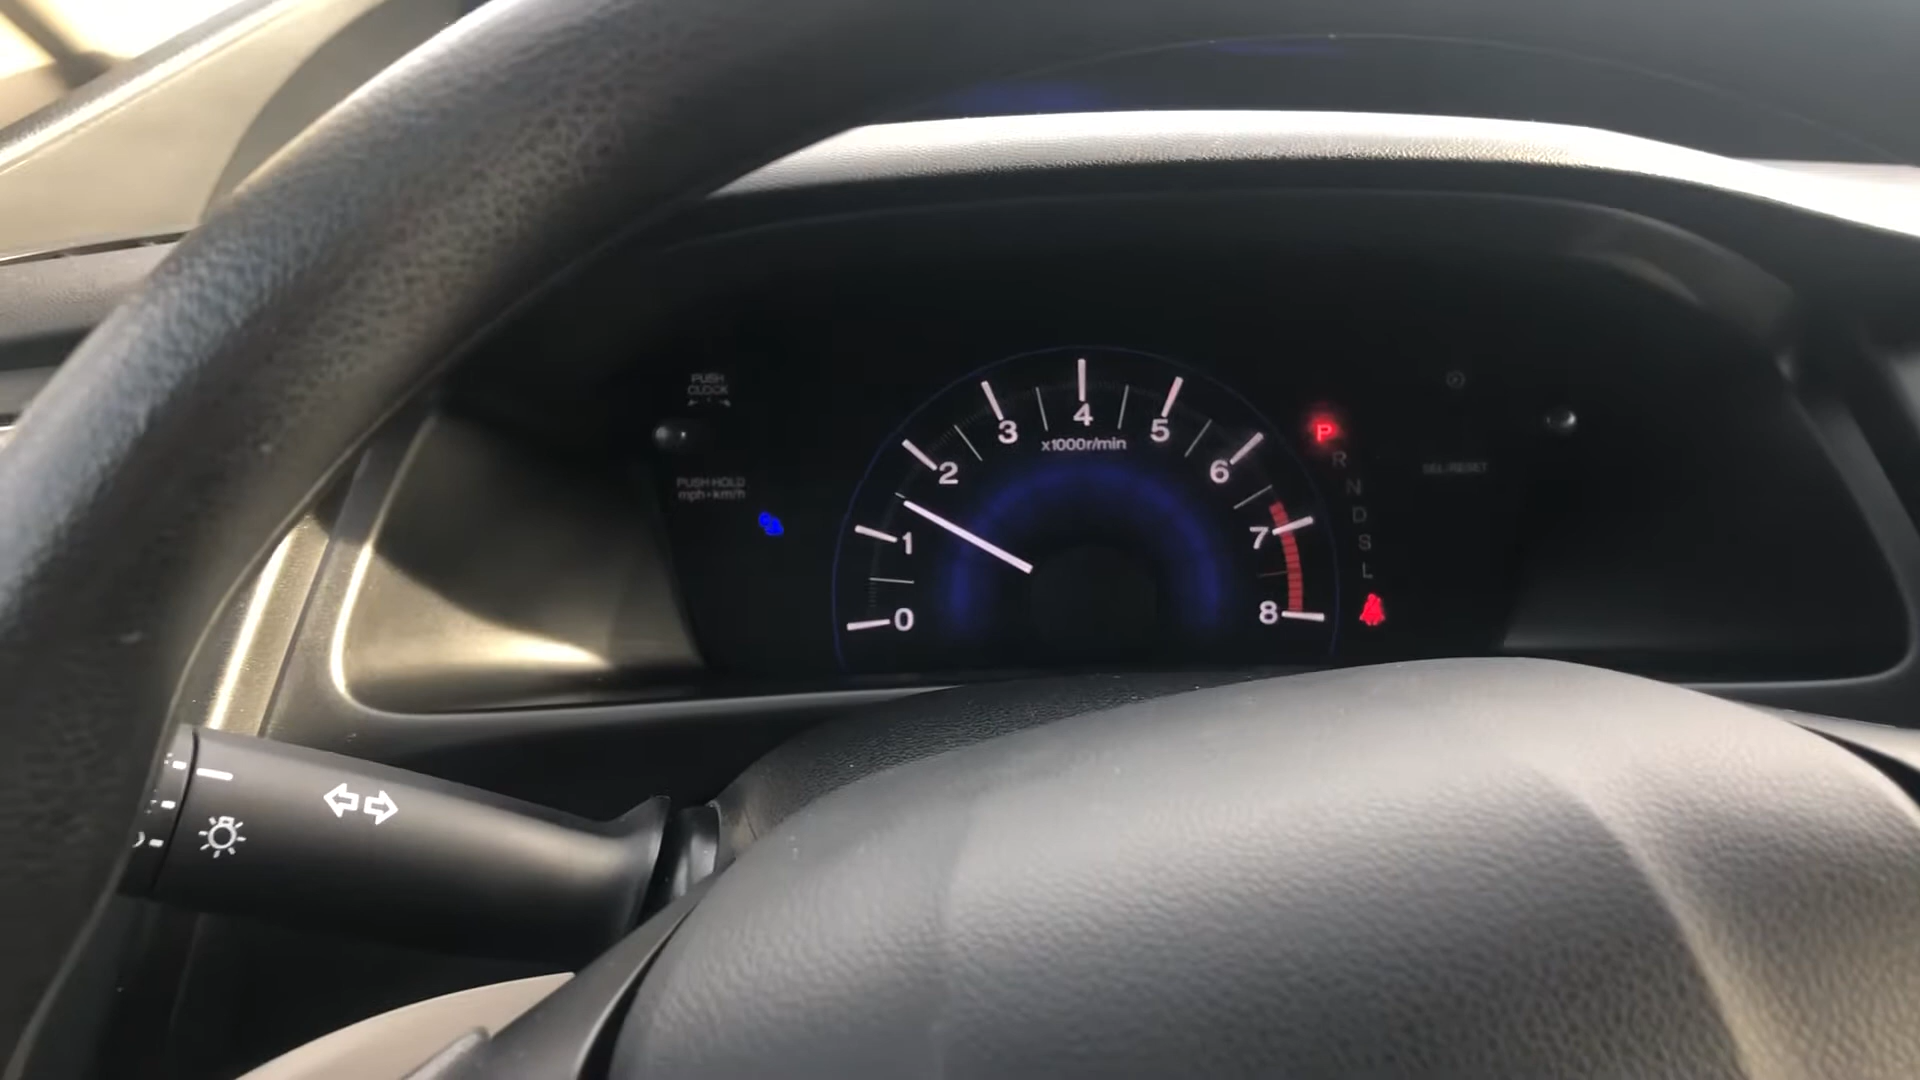 PUSH
CLOCK
PUSH-HOLD
mph•km/h
0
1
2
3
4
5
6
7
8
x1000r/min
P
R
N
D
S
L
SEL/RESET